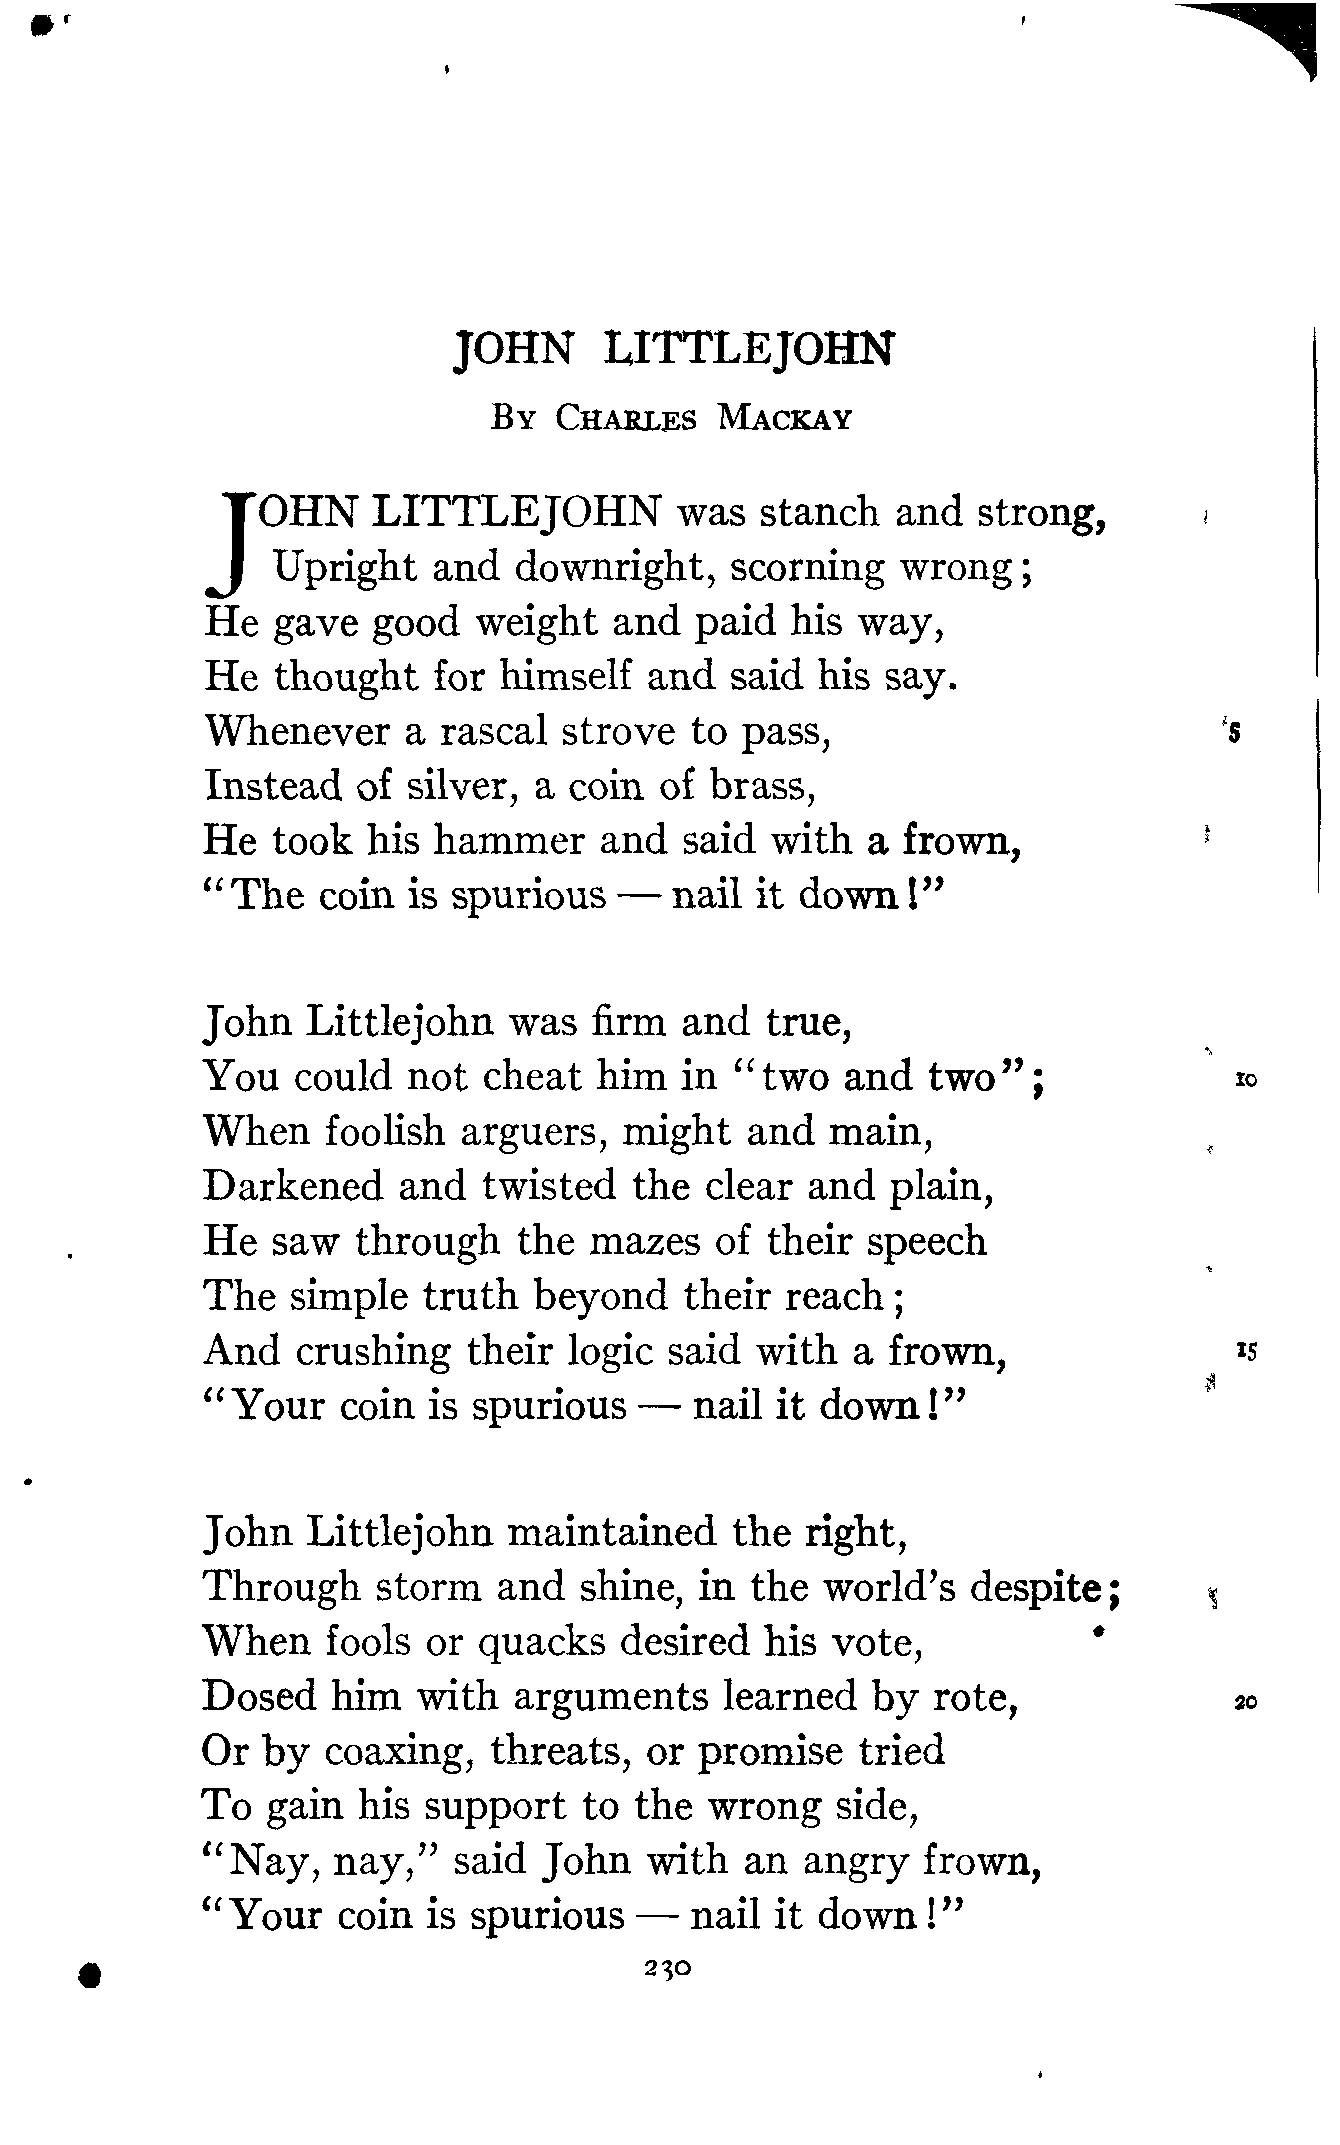 JOHN LITTLEJOHN
By Charles Mackay
JOHN LITTLEJOHN was stanch and strong,
Upright and downright, scorning wrong;
He gave good weight and paid his way,
He thought for himself and said his say.
Whenever a rascal strove to pass, 5
Instead of silver, a coin of brass,
He took his hammer and said with a frown,
"The coin is spurious — nail it down!"
John Littlejohn was firm and true,
You could not cheat him in "two and two"; 10
When foolish arguers, might and main,
Darkened and twisted the clear and plain,
He saw through the mazes of their speech
The simple truth beyond their reach;
And crushing their logic said with a frown, 15
"Your coin is spurious — nail it down!"
John Littlejohn maintained the right,
Through storm and shine, in the world's despite;
When fools or quacks desired his vote,
Dosed him with arguments learned by rote, 20
Or by coaxing, threats, or promise tried
To gain his support to the wrong side,
"Nay, nay," said John with an angry frown,
"Your coin is spurious — nail it down!"
230